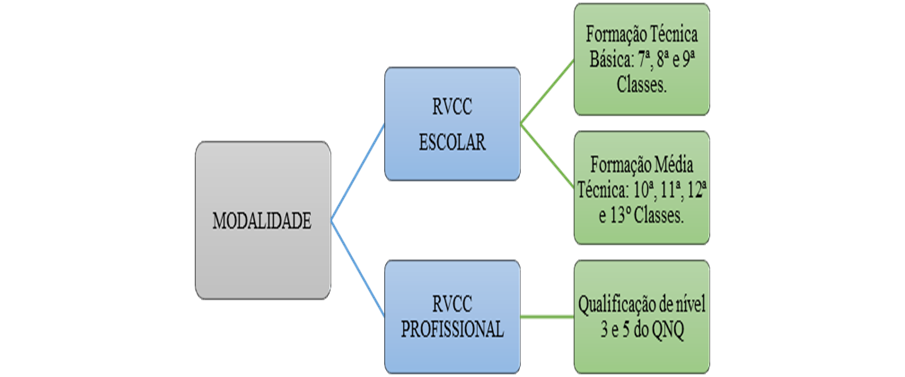 Formação Técnica
Básica: 7ª, 8ª e 9ª
Classes.
RVCC
ESCOLAR
Formação Média
Técnica: 10ª, 11ª, 12ª
e 13º Classes.
MODALIDADE
RVCC
PROFISSIONAL
Qualificação de nível
3 e 5 do QNQ